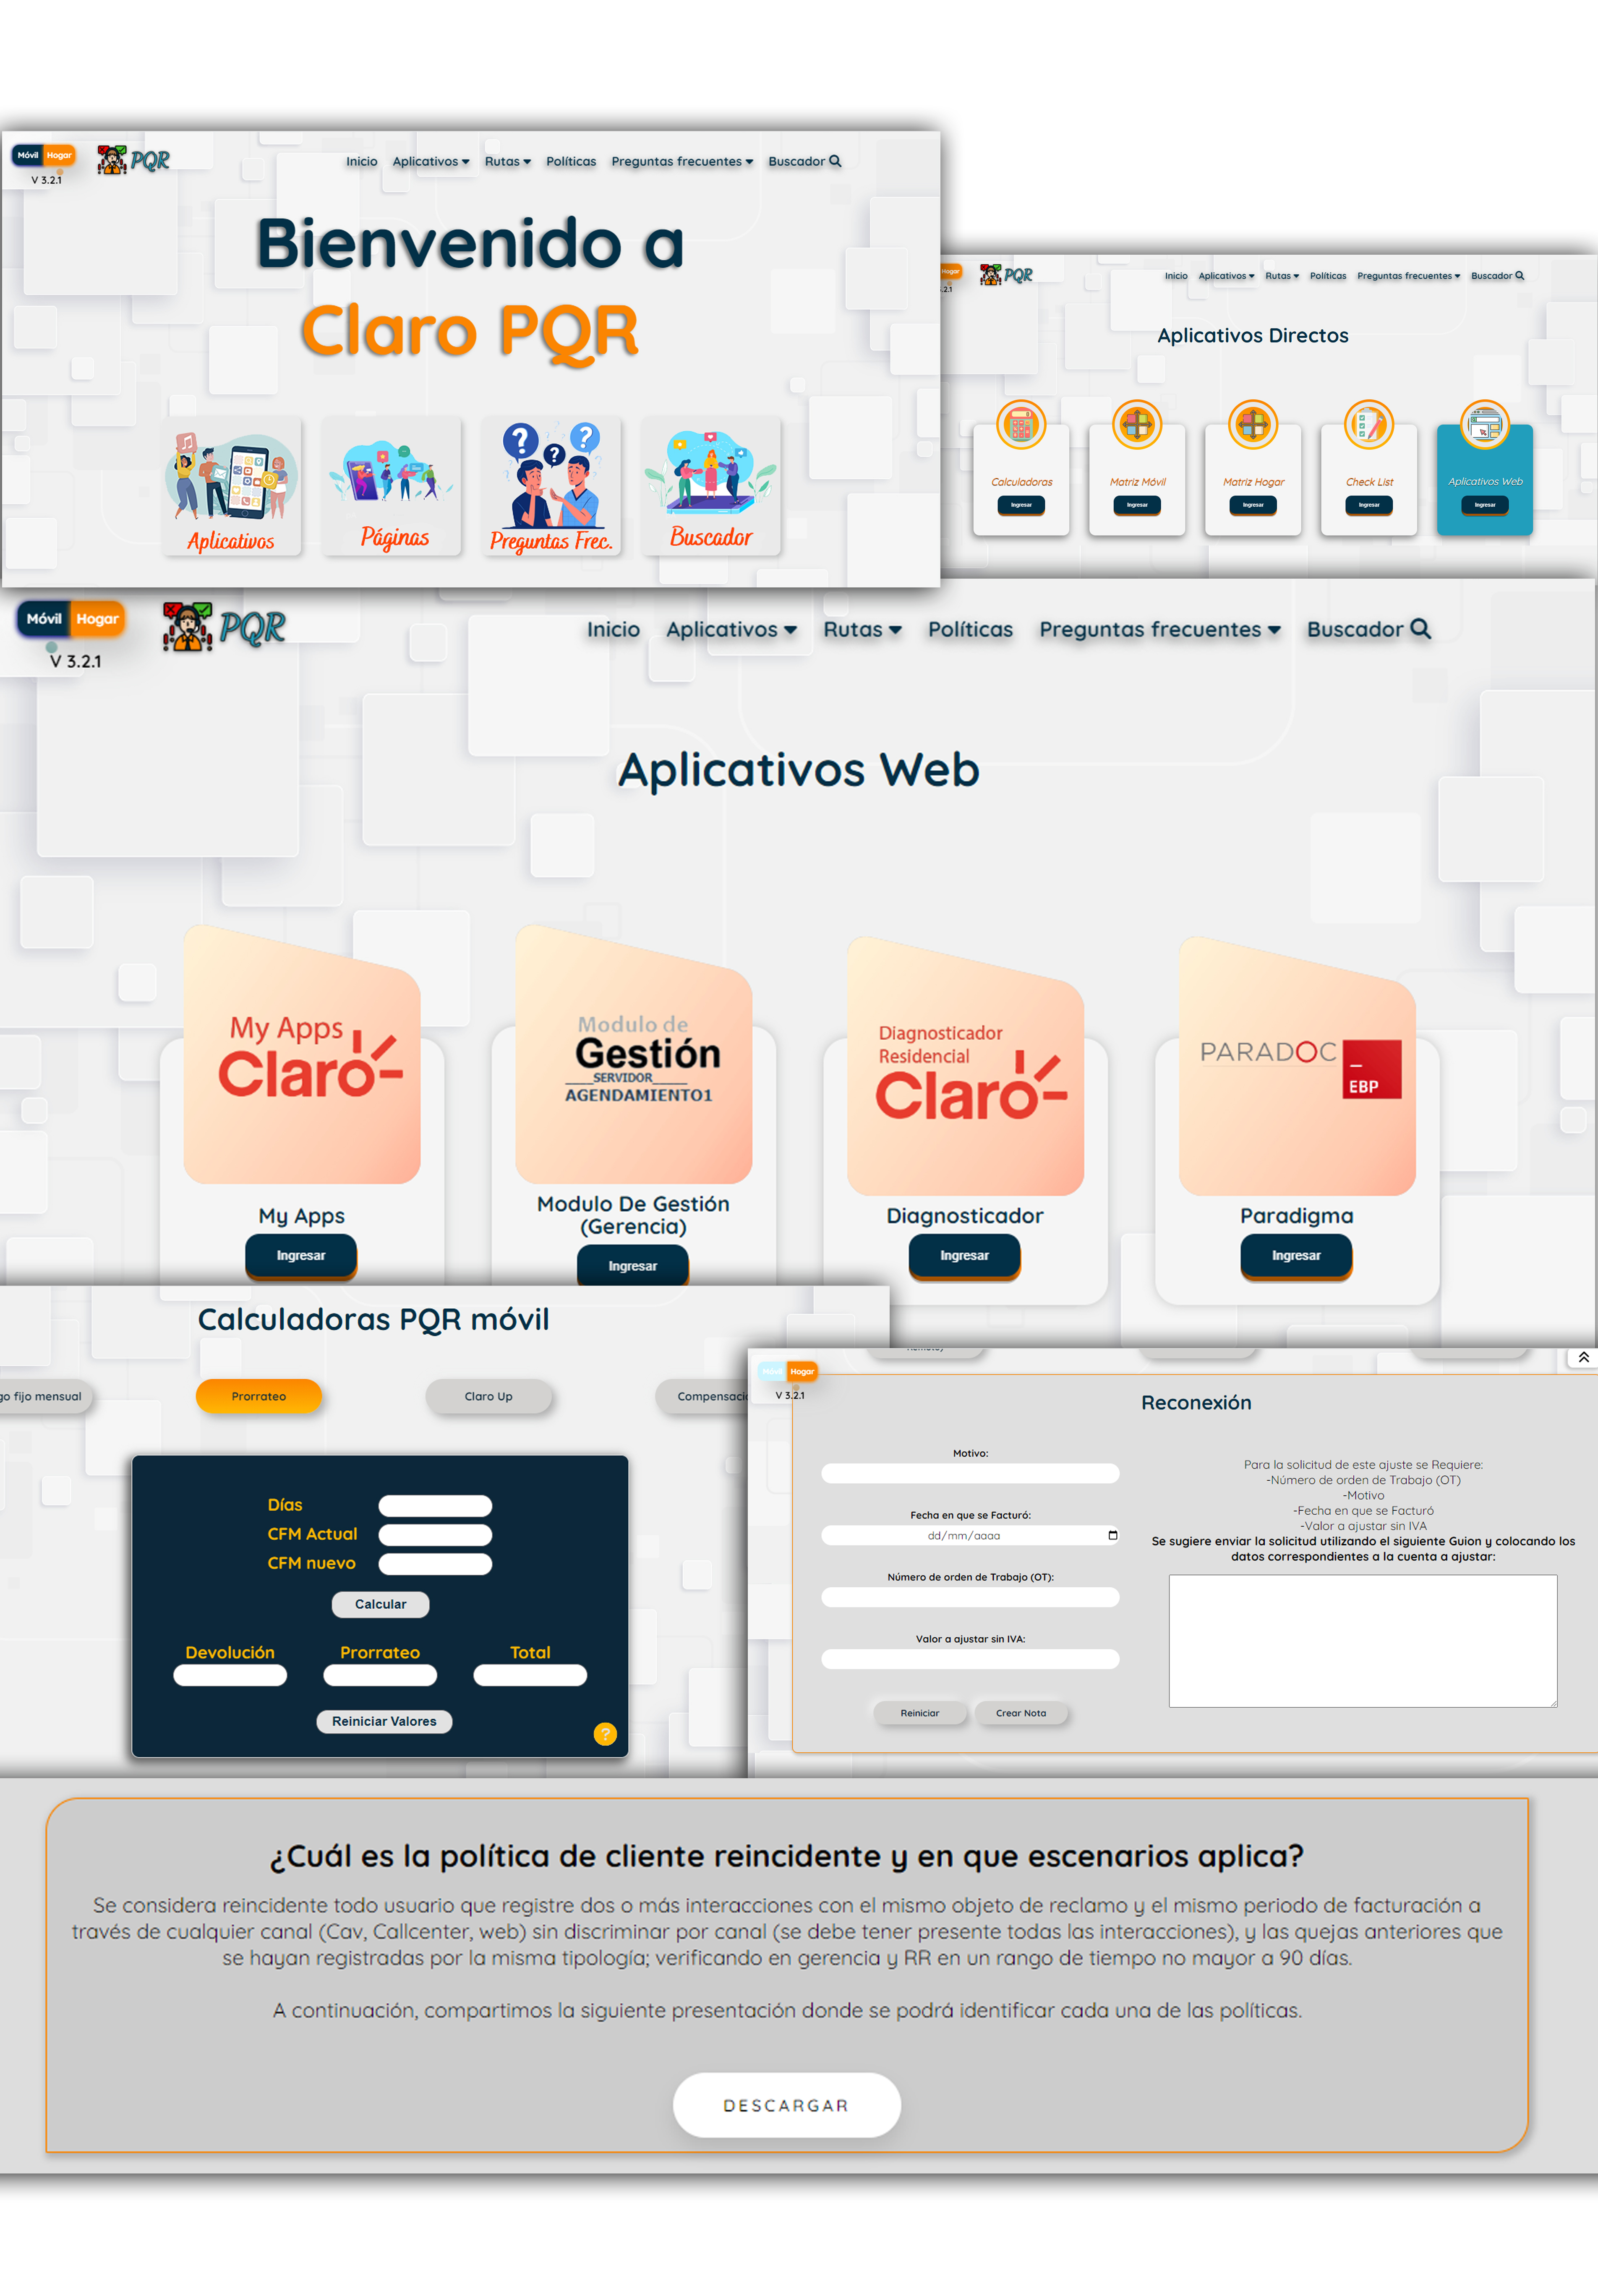 Móvil Hogar
V 3.2.1
PQR
Inicio Aplicativos Rutas Políticas Preguntas frecuentes Buscador
Bienvenido a
Claro PQR
Aplicativos
Páginas
Preguntas Frec.
Buscador
Hogar
.2.1
PQR
Inicio Aplicativos Rutas Políticas Preguntas frecuentes Buscador
Aplicativos Directos
Calculadoras
Ingresar
Matriz Móvil
Ingresar
Matriz Hogar
Ingresar
Check List
Ingresar
Aplicativos Web
Ingresar
Móvil Hogar
V 3.2.1
PQR
Inicio Aplicativos Rutas Políticas Preguntas frecuentes Buscador
Aplicativos Web
My Apps
Claro
My Apps
Ingresar
Modulo de
Gestión
SERVIDOR
AGENDAMIENTO1
Modulo De Gestión
(Gerencia)
Ingresar
Diagnosticador
Residencial
Claro
Diagnosticador
Ingresar
PARADOC
EBP
Paradigma
Ingresar
Calculadoras PQR móvil
go fijo mensual
Prorrateo
Claro Up
Compensaci
Días
CFM Actual
CFM nuevo
Calcular
Devolución Prorrateo Total
Reiniciar Valores
?
Móvil Hogar
V 3.2.1
Reconexión
Motivo:
Fecha en que se Facturó:
dd/mm/aaaa
Número de orden de Trabajo (OT):
Valor a ajustar sin IVA:
Reiniciar
Crear Nota
Para la solicitud de este ajuste se Requiere:
-Número de orden de Trabajo (OT)
-Motivo
-Fecha en que se Facturó
-Valor a ajustar sin IVA
Se sugiere enviar la solicitud utilizando el siguiente Guion y colocando los
datos correspondientes a la cuenta a ajustar:
¿Cuál es la política de cliente reincidente y en que escenarios aplica?
Se considera reincidente todo usuario que registre dos o más interacciones con el mismo objeto de reclamo y el mismo periodo de facturación a
través de cualquier canal (Cav, Callcenter, web) sin discriminar por canal (se debe tener presente todas las interacciones), y las quejas anteriores que
se hayan registradas por la misma tipología; verificando en gerencia y RR en un rango de tiempo no mayor a 90 días.
A continuación, compartimos la siguiente presentación donde se podrá identificar cada una de las políticas.
DESCARGAR